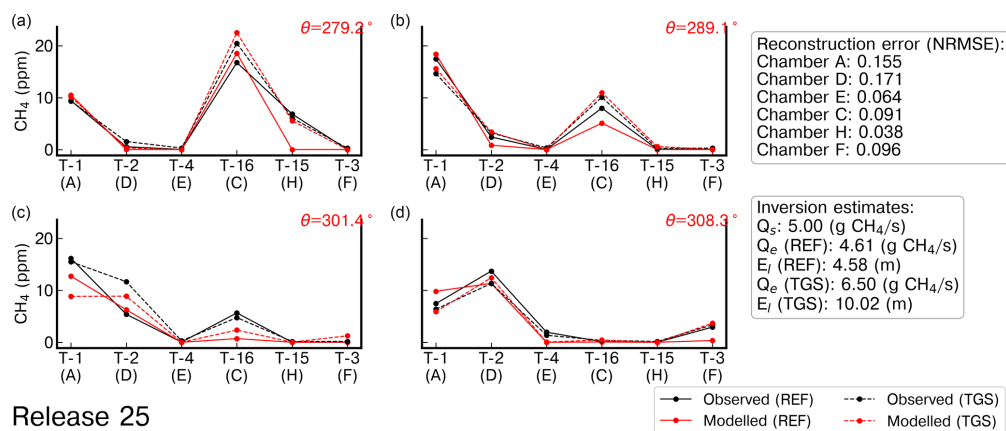 (a)
θ=279.2°
CH₄ (ppm)
20
10
0
T-1 T-2 T-4 T-16 T-15 T-3
(A) (D) (E) (C) (H) (F)
(b)
θ=289.1°
T-1 T-2 T-4 T-16 T-15 T-3
(A) (D) (E) (C) (H) (F)
Reconstruction error (NRMSE):
Chamber A: 0.155
Chamber D: 0.171
Chamber E: 0.064
Chamber C: 0.091
Chamber H: 0.038
Chamber F: 0.096
(c)
θ=301.4°
CH₄ (ppm)
20
10
0
T-1 T-2 T-4 T-16 T-15 T-3
(A) (D) (E) (C) (H) (F)
(d)
θ=308.3°
T-1 T-2 T-4 T-16 T-15 T-3
(A) (D) (E) (C) (H) (F)
Inversion estimates:
Qₛ: 5.00 (g CH₄/s)
Qₑ (REF): 4.61 (g CH₄/s)
Eₗ (REF): 4.58 (m)
Qₑ (TGS): 6.50 (g CH₄/s)
Eₗ (TGS): 10.02 (m)
Release 25
Observed (REF)
Modelled (REF)
Observed (TGS)
Modelled (TGS)